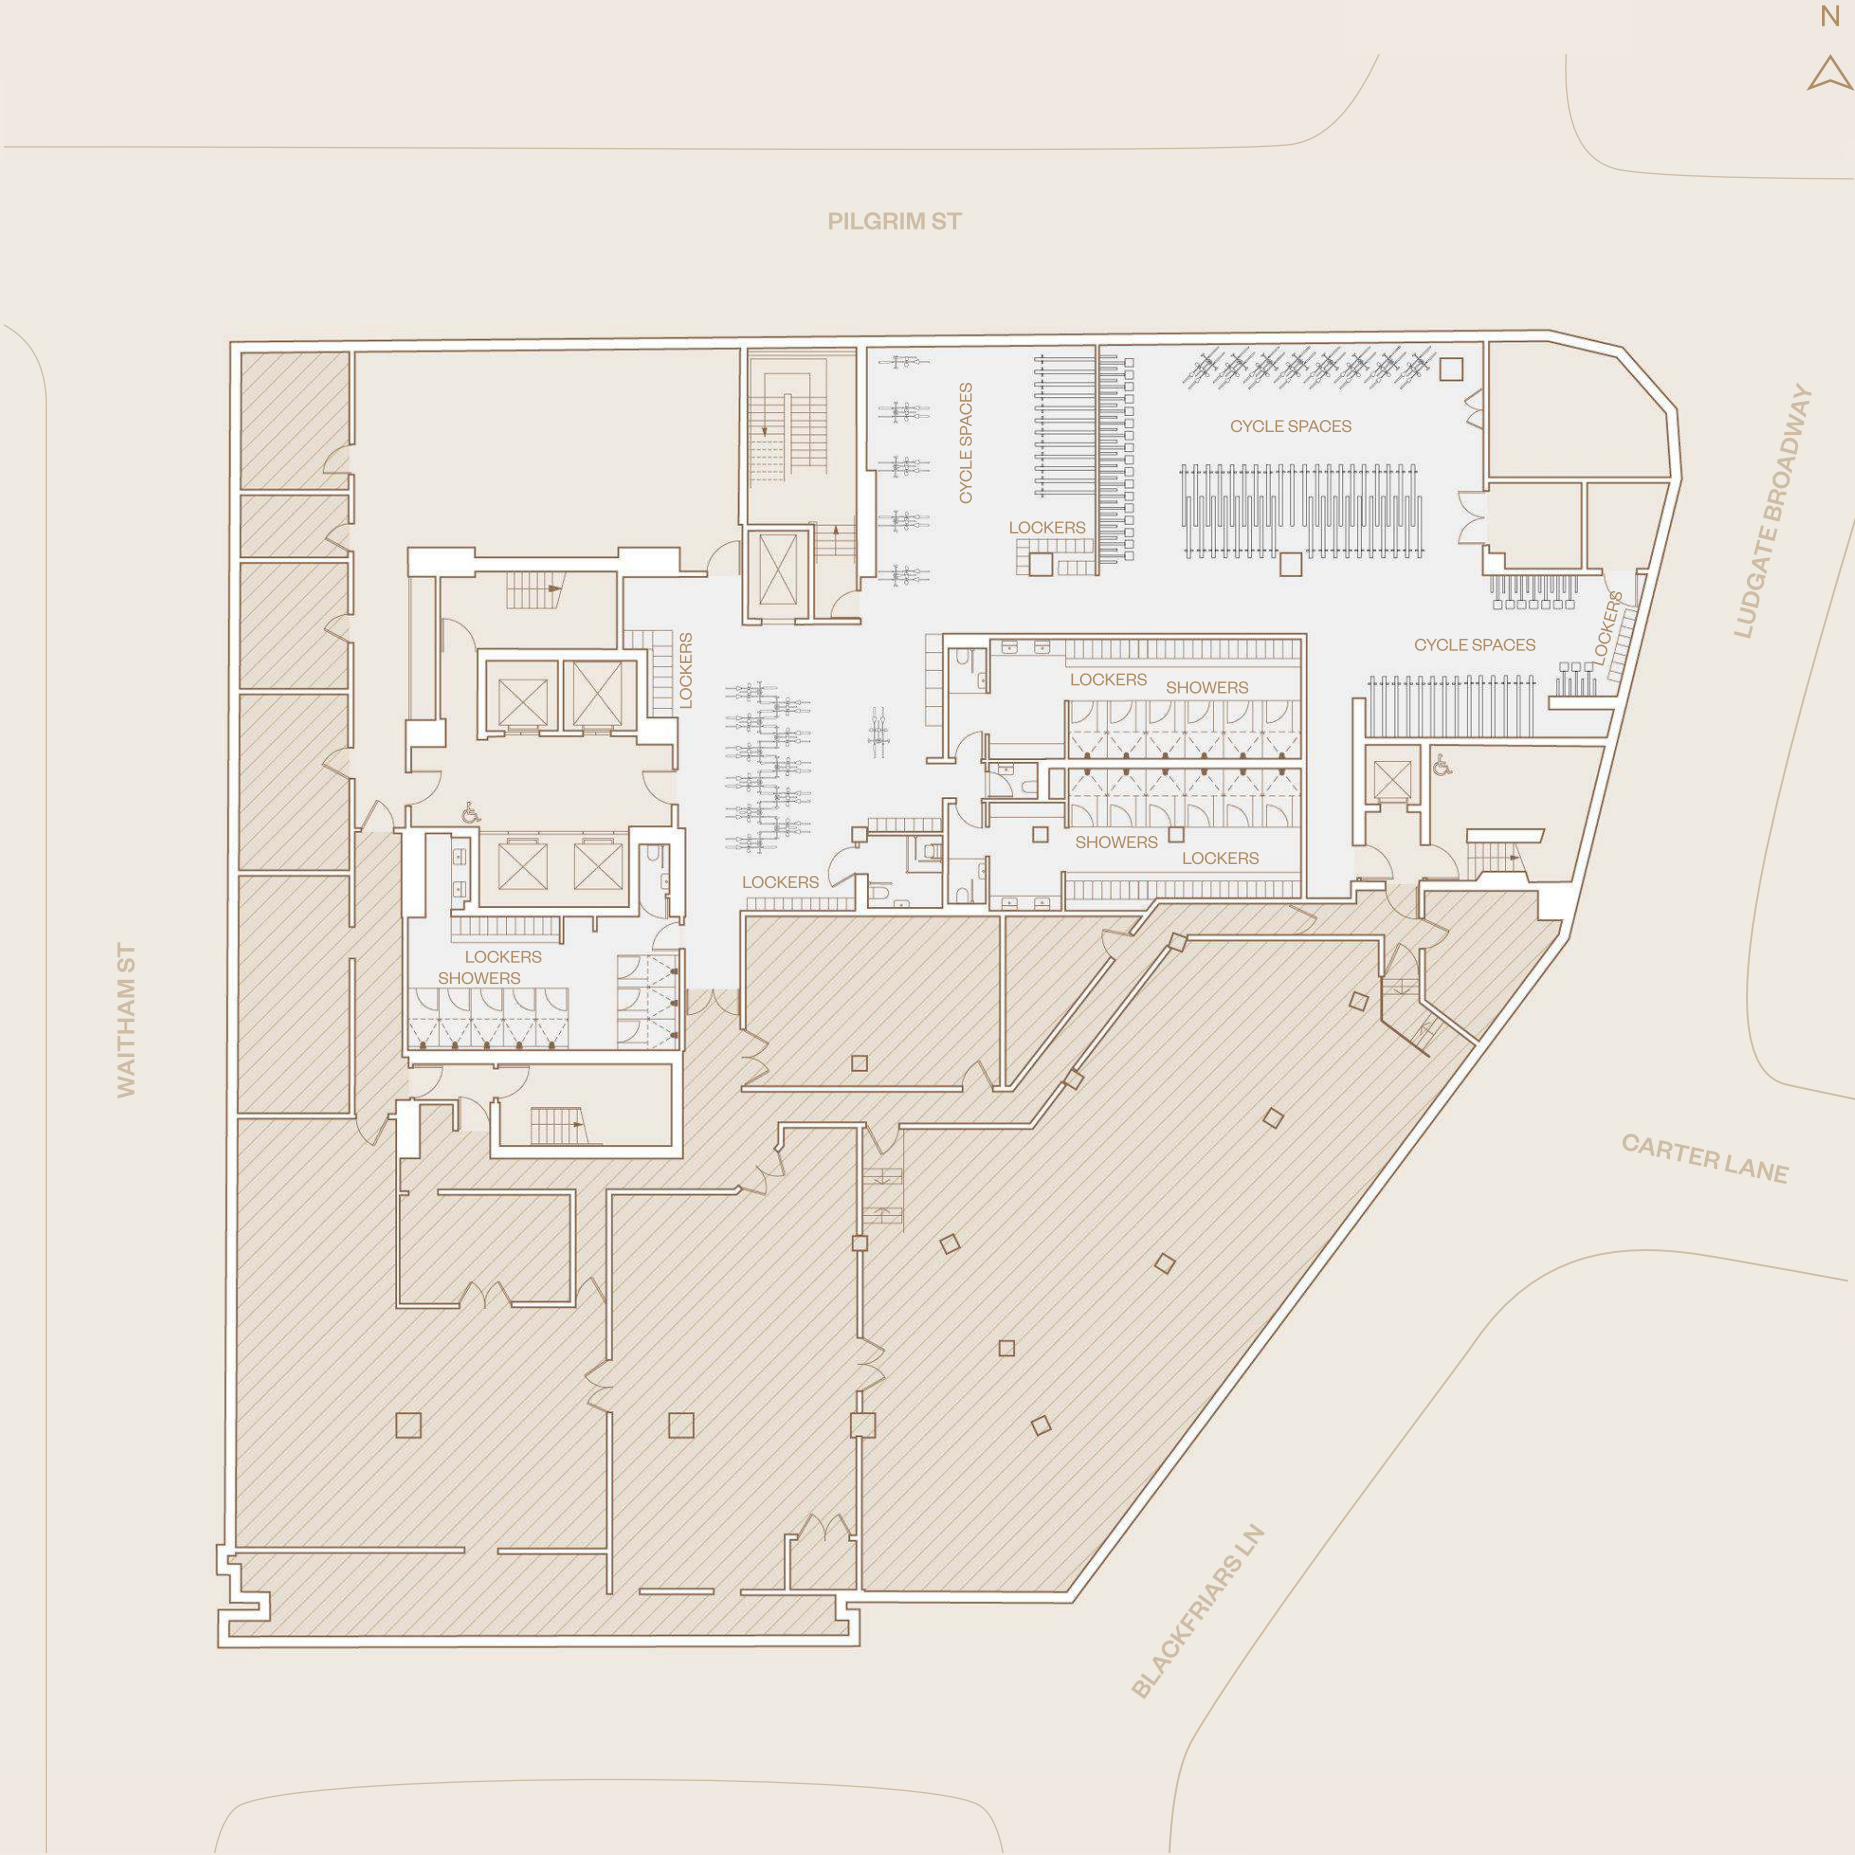 N
PILGRIM ST
CYCLE SPACES
CYCLE SPACES
LUDGATE BROADWAY
LOCKERS
LOCKERS
LOCKERS
CYCLE SPACES
LOCKERS
SHOWERS
SHOWERS
LOCKERS
LOCKERS
LOCKERS
SHOWERS
WAITHAM ST
CARTER LANE
BLACKFRIARS LN